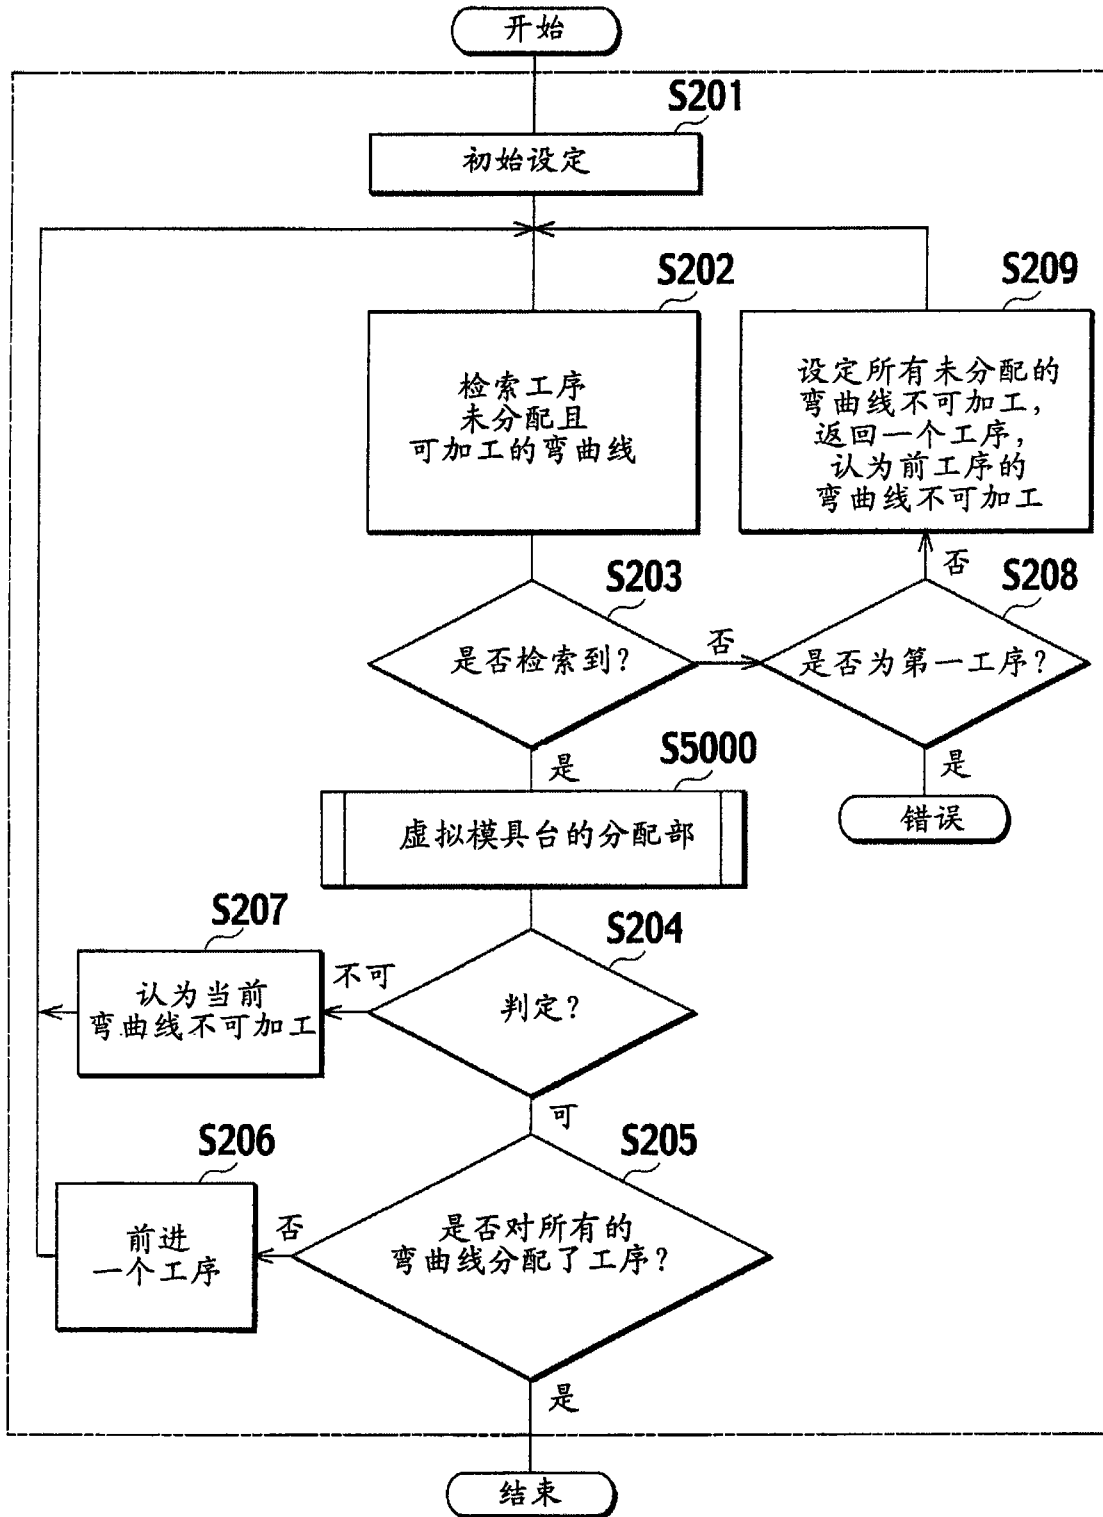 开始
S201
初始设定
S202
检索工序
未分配且
可加工的弯曲线
S209
设定所有未分配的
弯曲线不可加工，
返回一个工序，
认为前工序的
弯曲线不可加工
S203
是否检索到？
否
S208
是否为第一工序？
否
是
错误
是
S5000
虚拟模具台的分配部
S204
判定？
不可
S207
认为当前
弯曲线不可加工
可
S205
是否对所有的
弯曲线分配了工序？
否
S206
前进
一个工序
是
结束